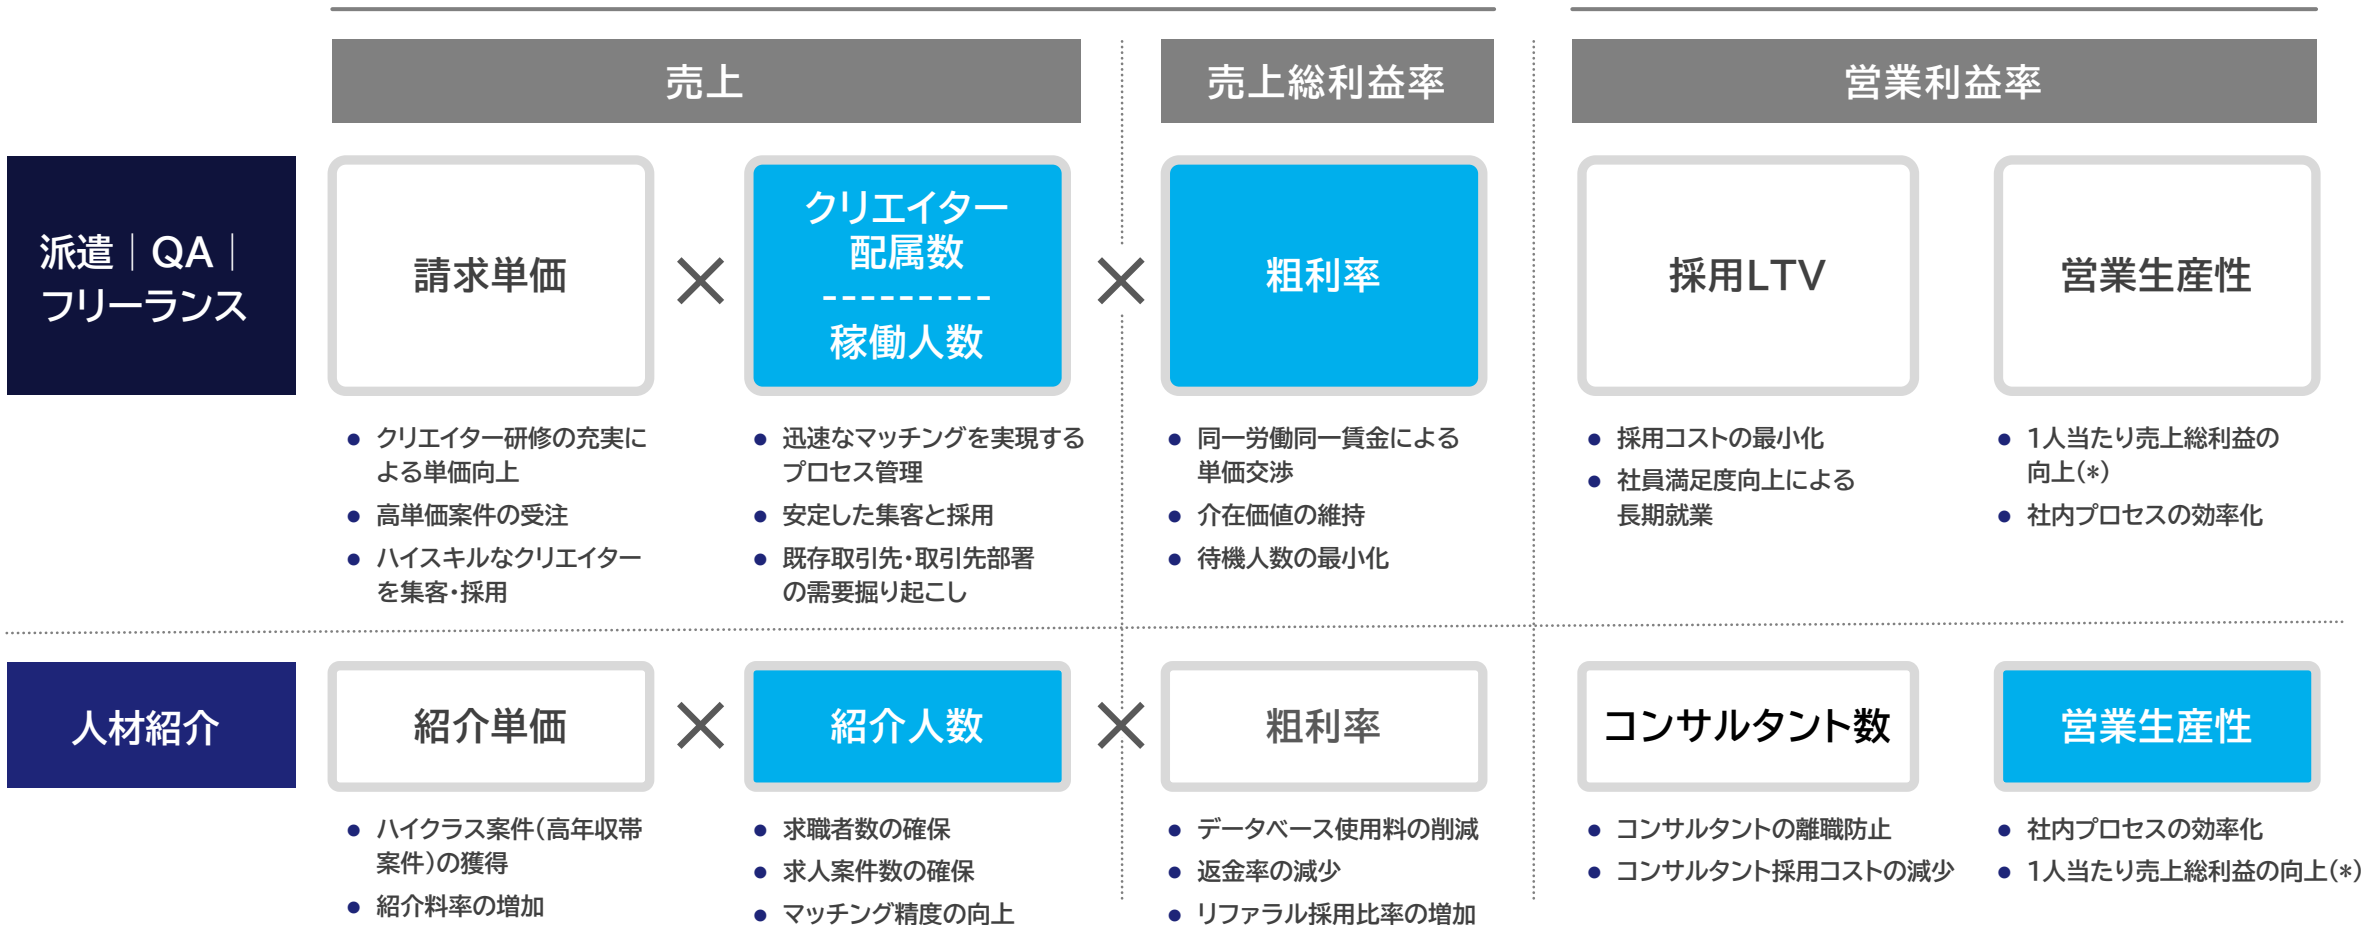 売上
売上総利益率
営業利益率
派遣｜QA｜
フリーランス
請求単価
×
クリエイター
配属数
---------
稼働人数
×
粗利率
採用LTV
営業生産性
● クリエイター研修の充実に
よる単価向上
● 高単価案件の受注
● ハイスキルなクリエイター
を集客・採用
● 迅速なマッチングを実現する
プロセス管理
● 安定した集客と採用
● 既存取引先・取引先部署
の需要掘り起こし
● 同一労働同一賃金による
単価交渉
● 介在価値の維持
● 待機人数の最小化
● 採用コストの最小化
● 社員満足度向上による
長期就業
● 1人当たり売上総利益の
向上(*)
● 社内プロセスの効率化
人材紹介
紹介単価
×
紹介人数
×
粗利率
コンサルタント数
営業生産性
● ハイクラス案件(高年収帯
案件)の獲得
● 紹介料率の増加
● 求職者数の確保
● 求人案件数の確保
● マッチング精度の向上
● データベース使用料の削減
● 返金率の減少
● リファラル採用比率の増加
● コンサルタントの離職防止
● コンサルタント採用コストの減少
● 社内プロセスの効率化
● 1人当たり売上総利益の向上(*)